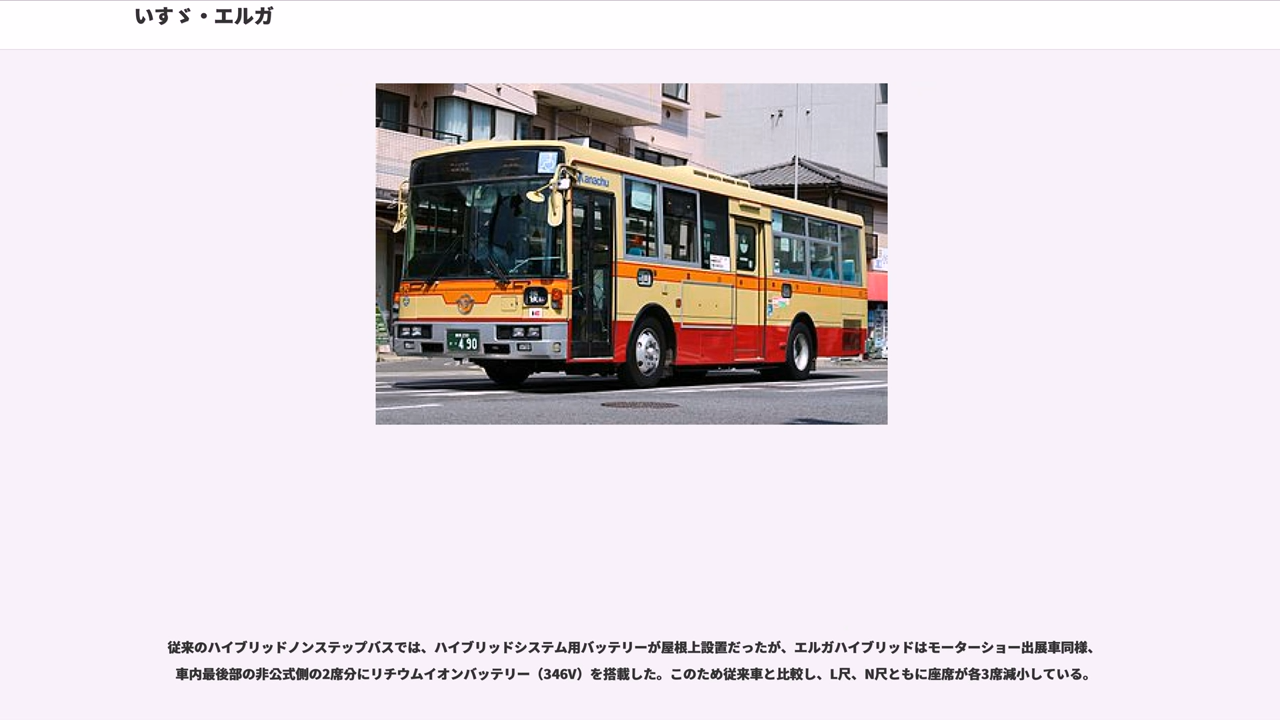 いすゞ・エルガ
Kanachu
490
従来のハイブリッドノンステップバスでは、ハイブリッドシステム用バッテリーが屋根上設置だったが、エルガハイブリッドはモーターショー出展車同様、
車内最後部の非公式側の2席分にリチウムイオンバッテリー（346V）を搭載した。このため従来車と比較し、L尺、N尺ともに座席が各3席減小している。